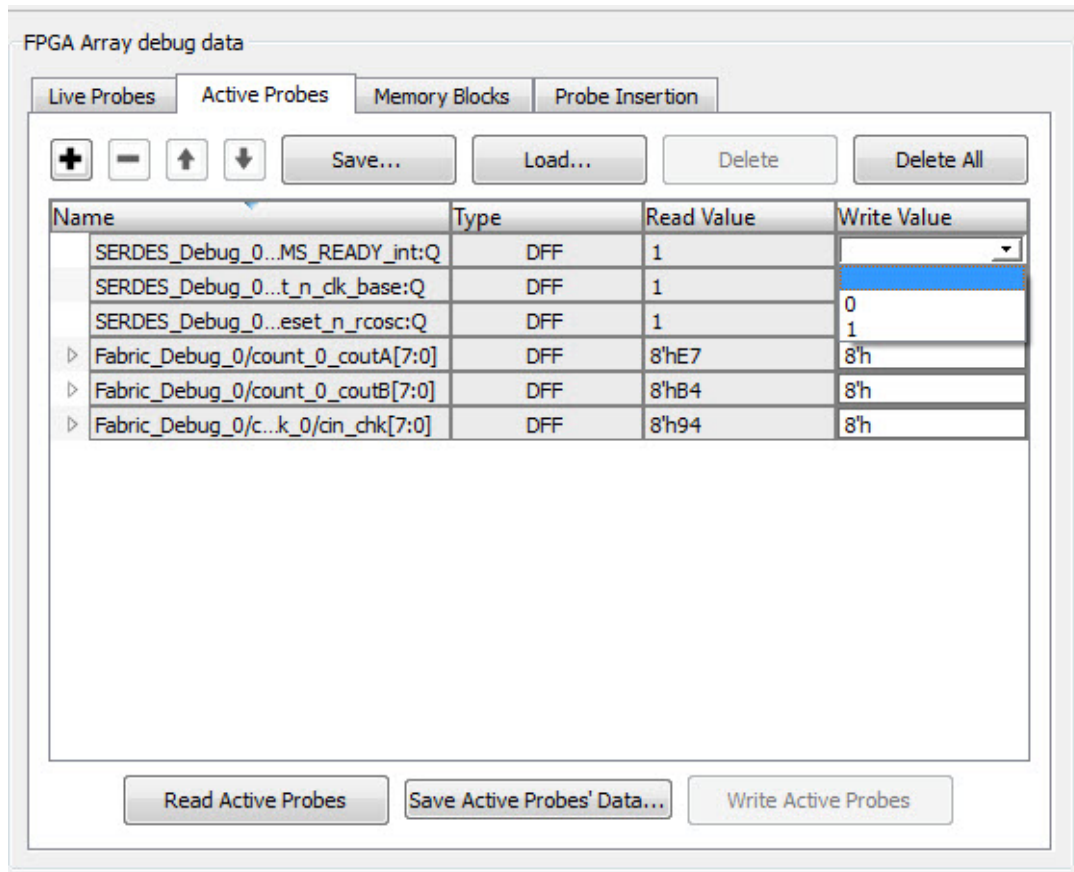 FPGA Array debug data
Live Probes Active Probes Memory Blocks Probe Insertion
Save... Load... Delete Delete All
Name Type Read Value Write Value
SERDES_Debug_0...MS_READY_int:Q DFF 1
SERDES_Debug_0...t_n_clk_base:Q DFF 1
0
SERDES_Debug_0...eset_n_rcosc:Q DFF 1
1
Fabric_Debug_0/count_0_coutA[7:0] DFF 8'hE7 8'h
Fabric_Debug_0/count_0_coutB[7:0] DFF 8'hB4 8'h
Fabric_Debug_0/c...k_0/cin_chk[7:0] DFF 8'h94 8'h
Read Active Probes Save Active Probes' Data... Write Active Probes